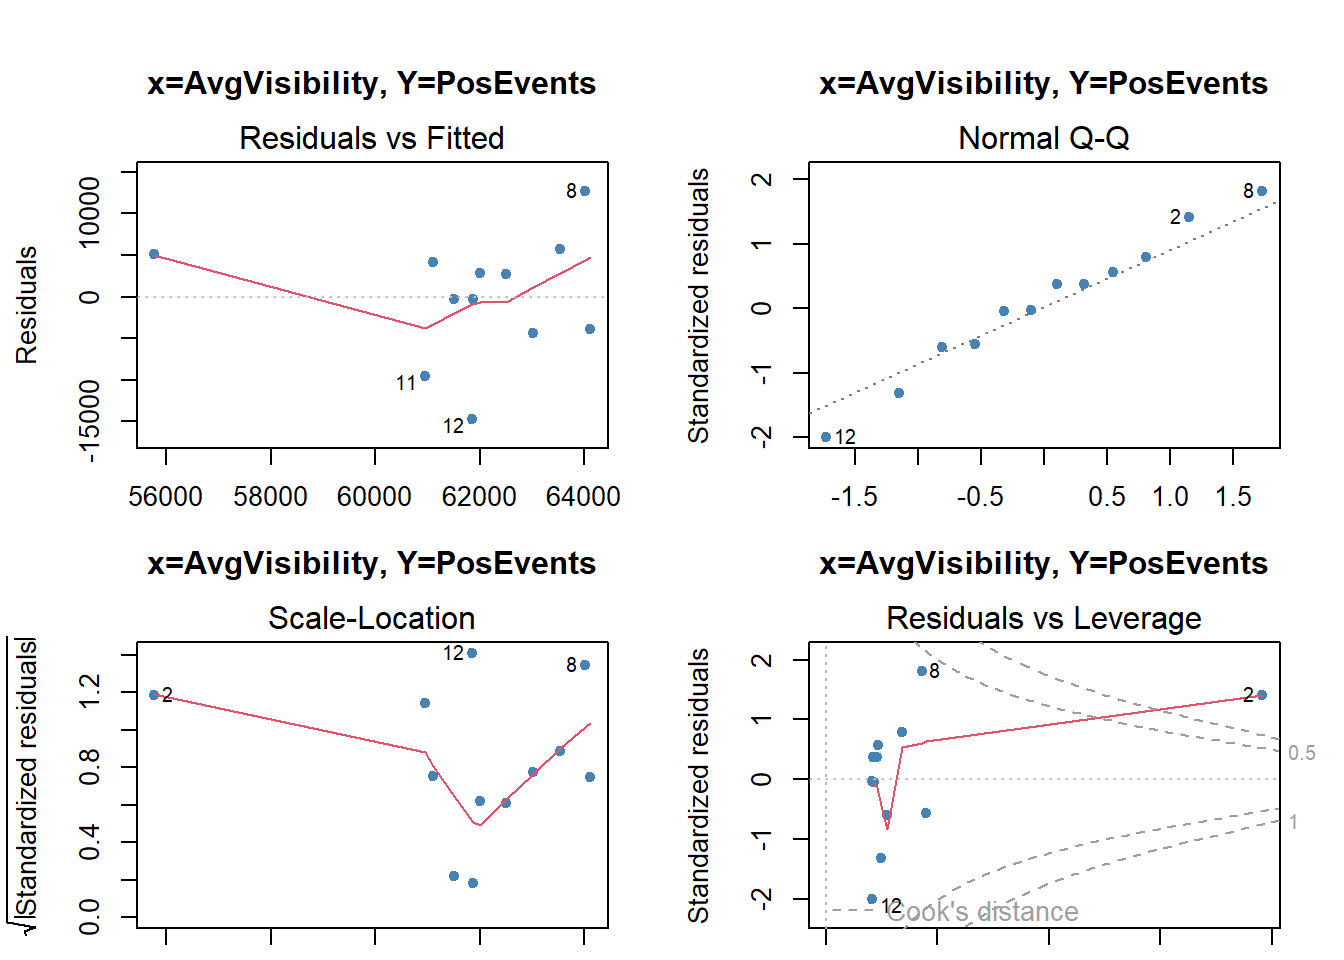 x=AvgVisibility, Y=PosEvents
Residuals vs Fitted
Residuals
10000
0
-15000
8
11
12
56000 58000 60000 62000 64000
x=AvgVisibility, Y=PosEvents
Normal Q-Q
Standardized residuals
2
1
0
-1
-2
8
2
12
-1.5 -0.5 0.5 1.0 1.5
x=AvgVisibility, Y=PosEvents
Scale-Location
√|Standardized residuals|
1.2
0.8
0.4
0.0
12
8
2
x=AvgVisibility, Y=PosEvents
Residuals vs Leverage
Standardized residuals
2
1
0
-1
-2
8
2
0.5
1
12
Cook's distance